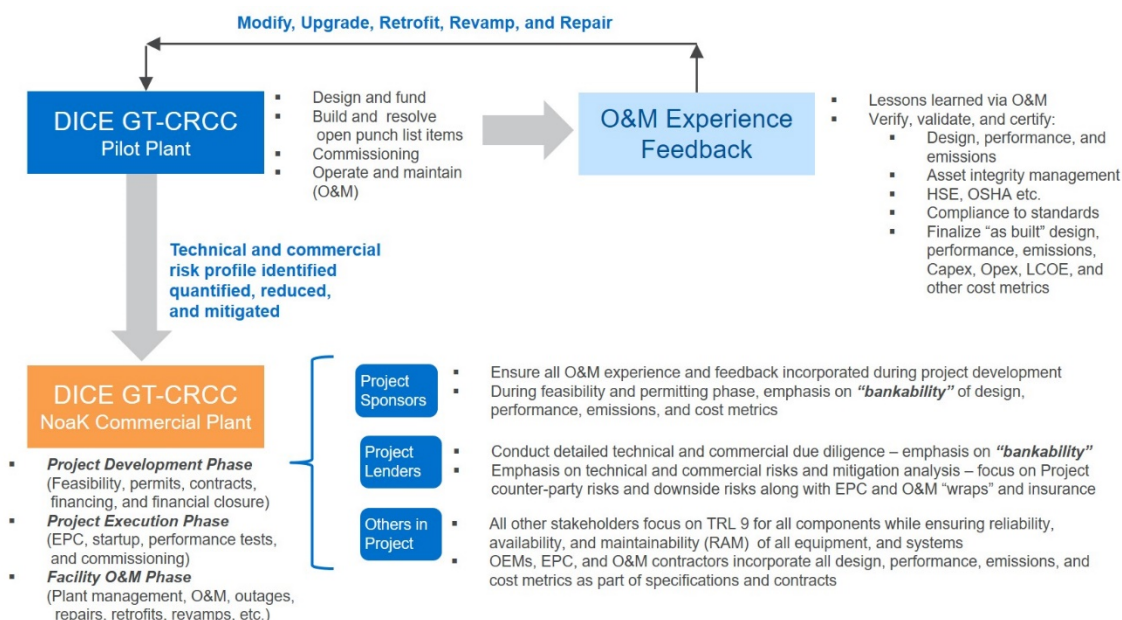 Modify, Upgrade, Retrofit, Revamp, and Repair
DICE GT-CRCC
Pilot Plant
▪ Design and fund
▪ Build and resolve
open punch list items
▪ Commissioning
▪ Operate and maintain
(O&M)
O&M Experience
Feedback
▪ Lessons learned via O&M
▪ Verify, validate, and certify:
▪ Design, performance, and
emissions
▪ Asset integrity management
▪ HSE, OSHA etc.
▪ Compliance to standards
▪ Finalize “as built” design,
performance, emissions,
Capex, Opex, LCOE, and
other cost metrics
Technical and commercial
risk profile identified
quantified, reduced,
and mitigated
DICE GT-CRCC
NoaK Commercial Plant
▪ Project Development Phase
(Feasibility, permits, contracts,
financing, and financial closure)
▪ Project Execution Phase
(EPC, startup, performance tests,
and commissioning)
▪ Facility O&M Phase
(Plant management, O&M, outages,
repairs, retrofits, revamps, etc.)
Project
Sponsors
▪ Ensure all O&M experience and feedback incorporated during project development
▪ During feasibility and permitting phase, emphasis on “bankability” of design,
performance, emissions, and cost metrics
Project
Lenders
▪ Conduct detailed technical and commercial due diligence – emphasis on “bankability”
▪ Emphasis on technical and commercial risks and mitigation analysis – focus on Project
counter-party risks and downside risks along with EPC and O&M “wraps” and insurance
Others in
Project
▪ All other stakeholders focus on TRL 9 for all components while ensuring reliability,
availability, and maintainability (RAM) of all equipment, and systems
▪ OEMs, EPC, and O&M contractors incorporate all design, performance, emissions, and
cost metrics as part of specifications and contracts